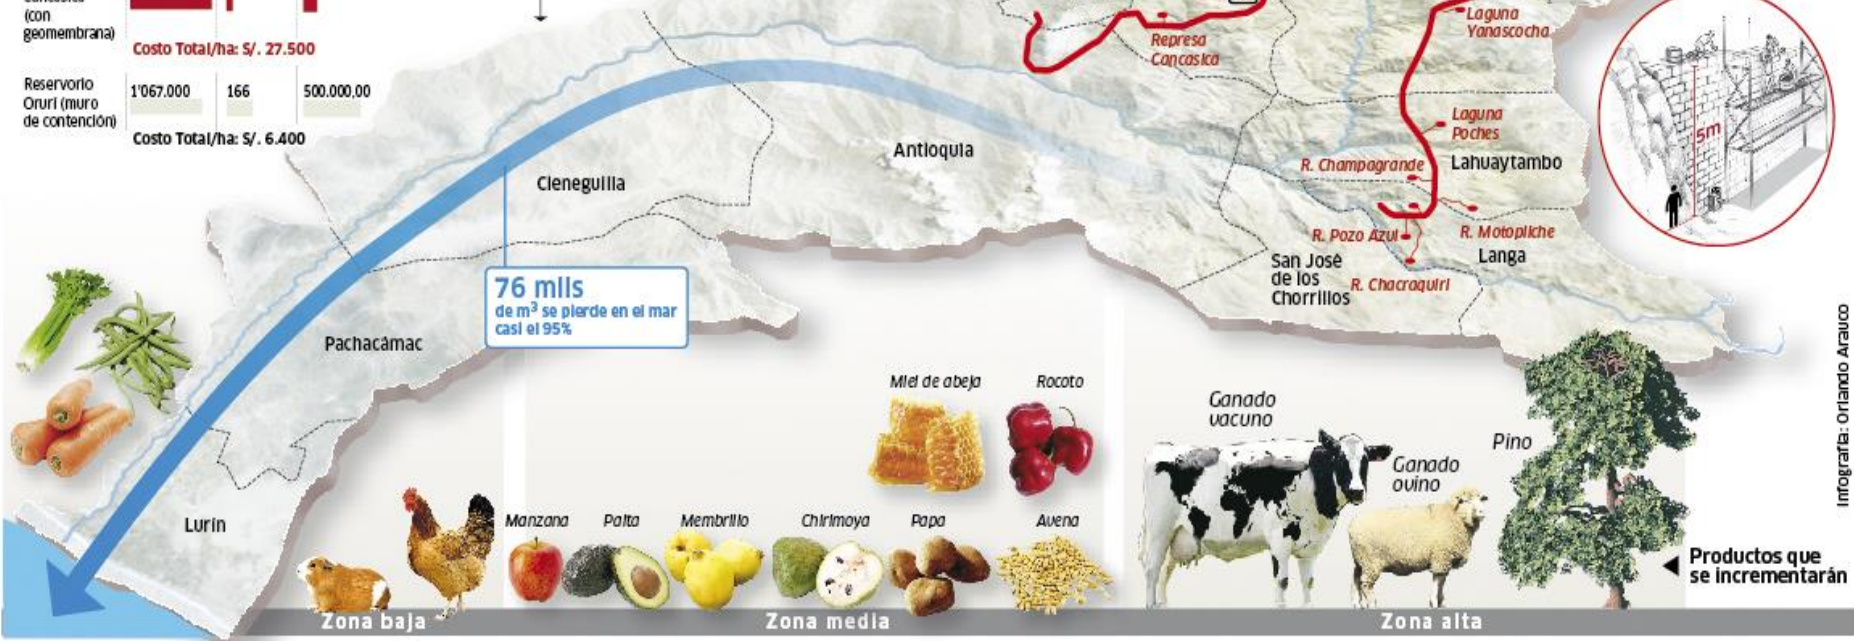 (con
geomembrana)
Costo Total/ha: S/. 27.500
Reservorio
Orurí (muro
de contención)
1'067.000
166
500.000,00
Costo Total/ha: S/. 6.400
Represa
Cancasica
Laguna
Yanascocha
Laguna
Poches
5m
R. Champagrande
Lahuaytambo
Antioquia
Cieneguilla
R. Pozo Azul
R. Motopliche
Langa
San José
de los
Chorrillos
R. Chacraquiri
76 mlls
de m³ se pierde en el mar
casi el 95%
Pachacámac
Lurín
Miel de abeja
Rocoto
Manzana
Palta
Membrillo
Chirimoya
Papa
Avena
Ganado
vacuno
Ganado
ovino
Pino
Productos que
se incrementarán
Zona baja
Zona media
Zona alta
Infografía: Orlando Arauco